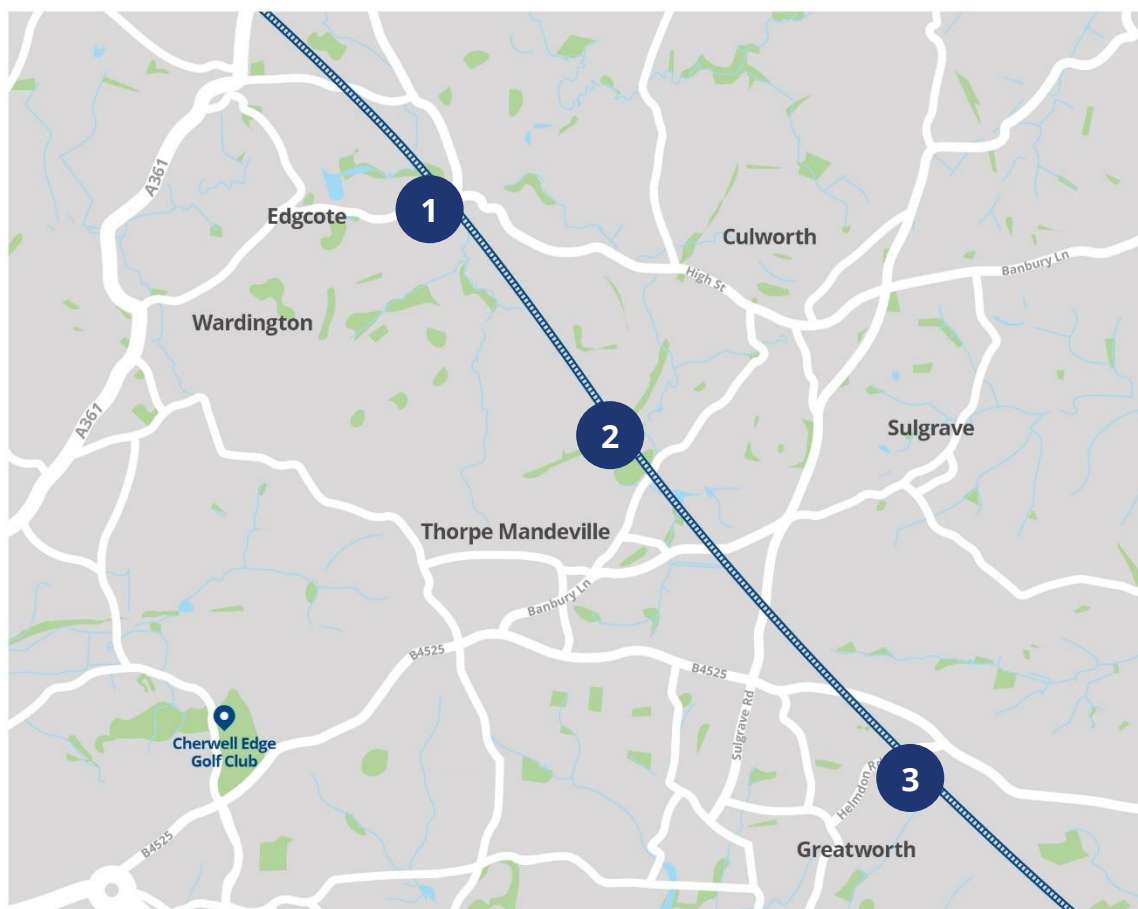 A361
1
Edgcote
Culworth
High St
Banbury Ln
Wardington
A361
2
Sulgrave
Thorpe Mandeville
Banbury Ln
B4525
B4525
Sulgrave Rd
Cherwell Edge
Golf Club
Helmdon Rd
3
B4525
Greatworth